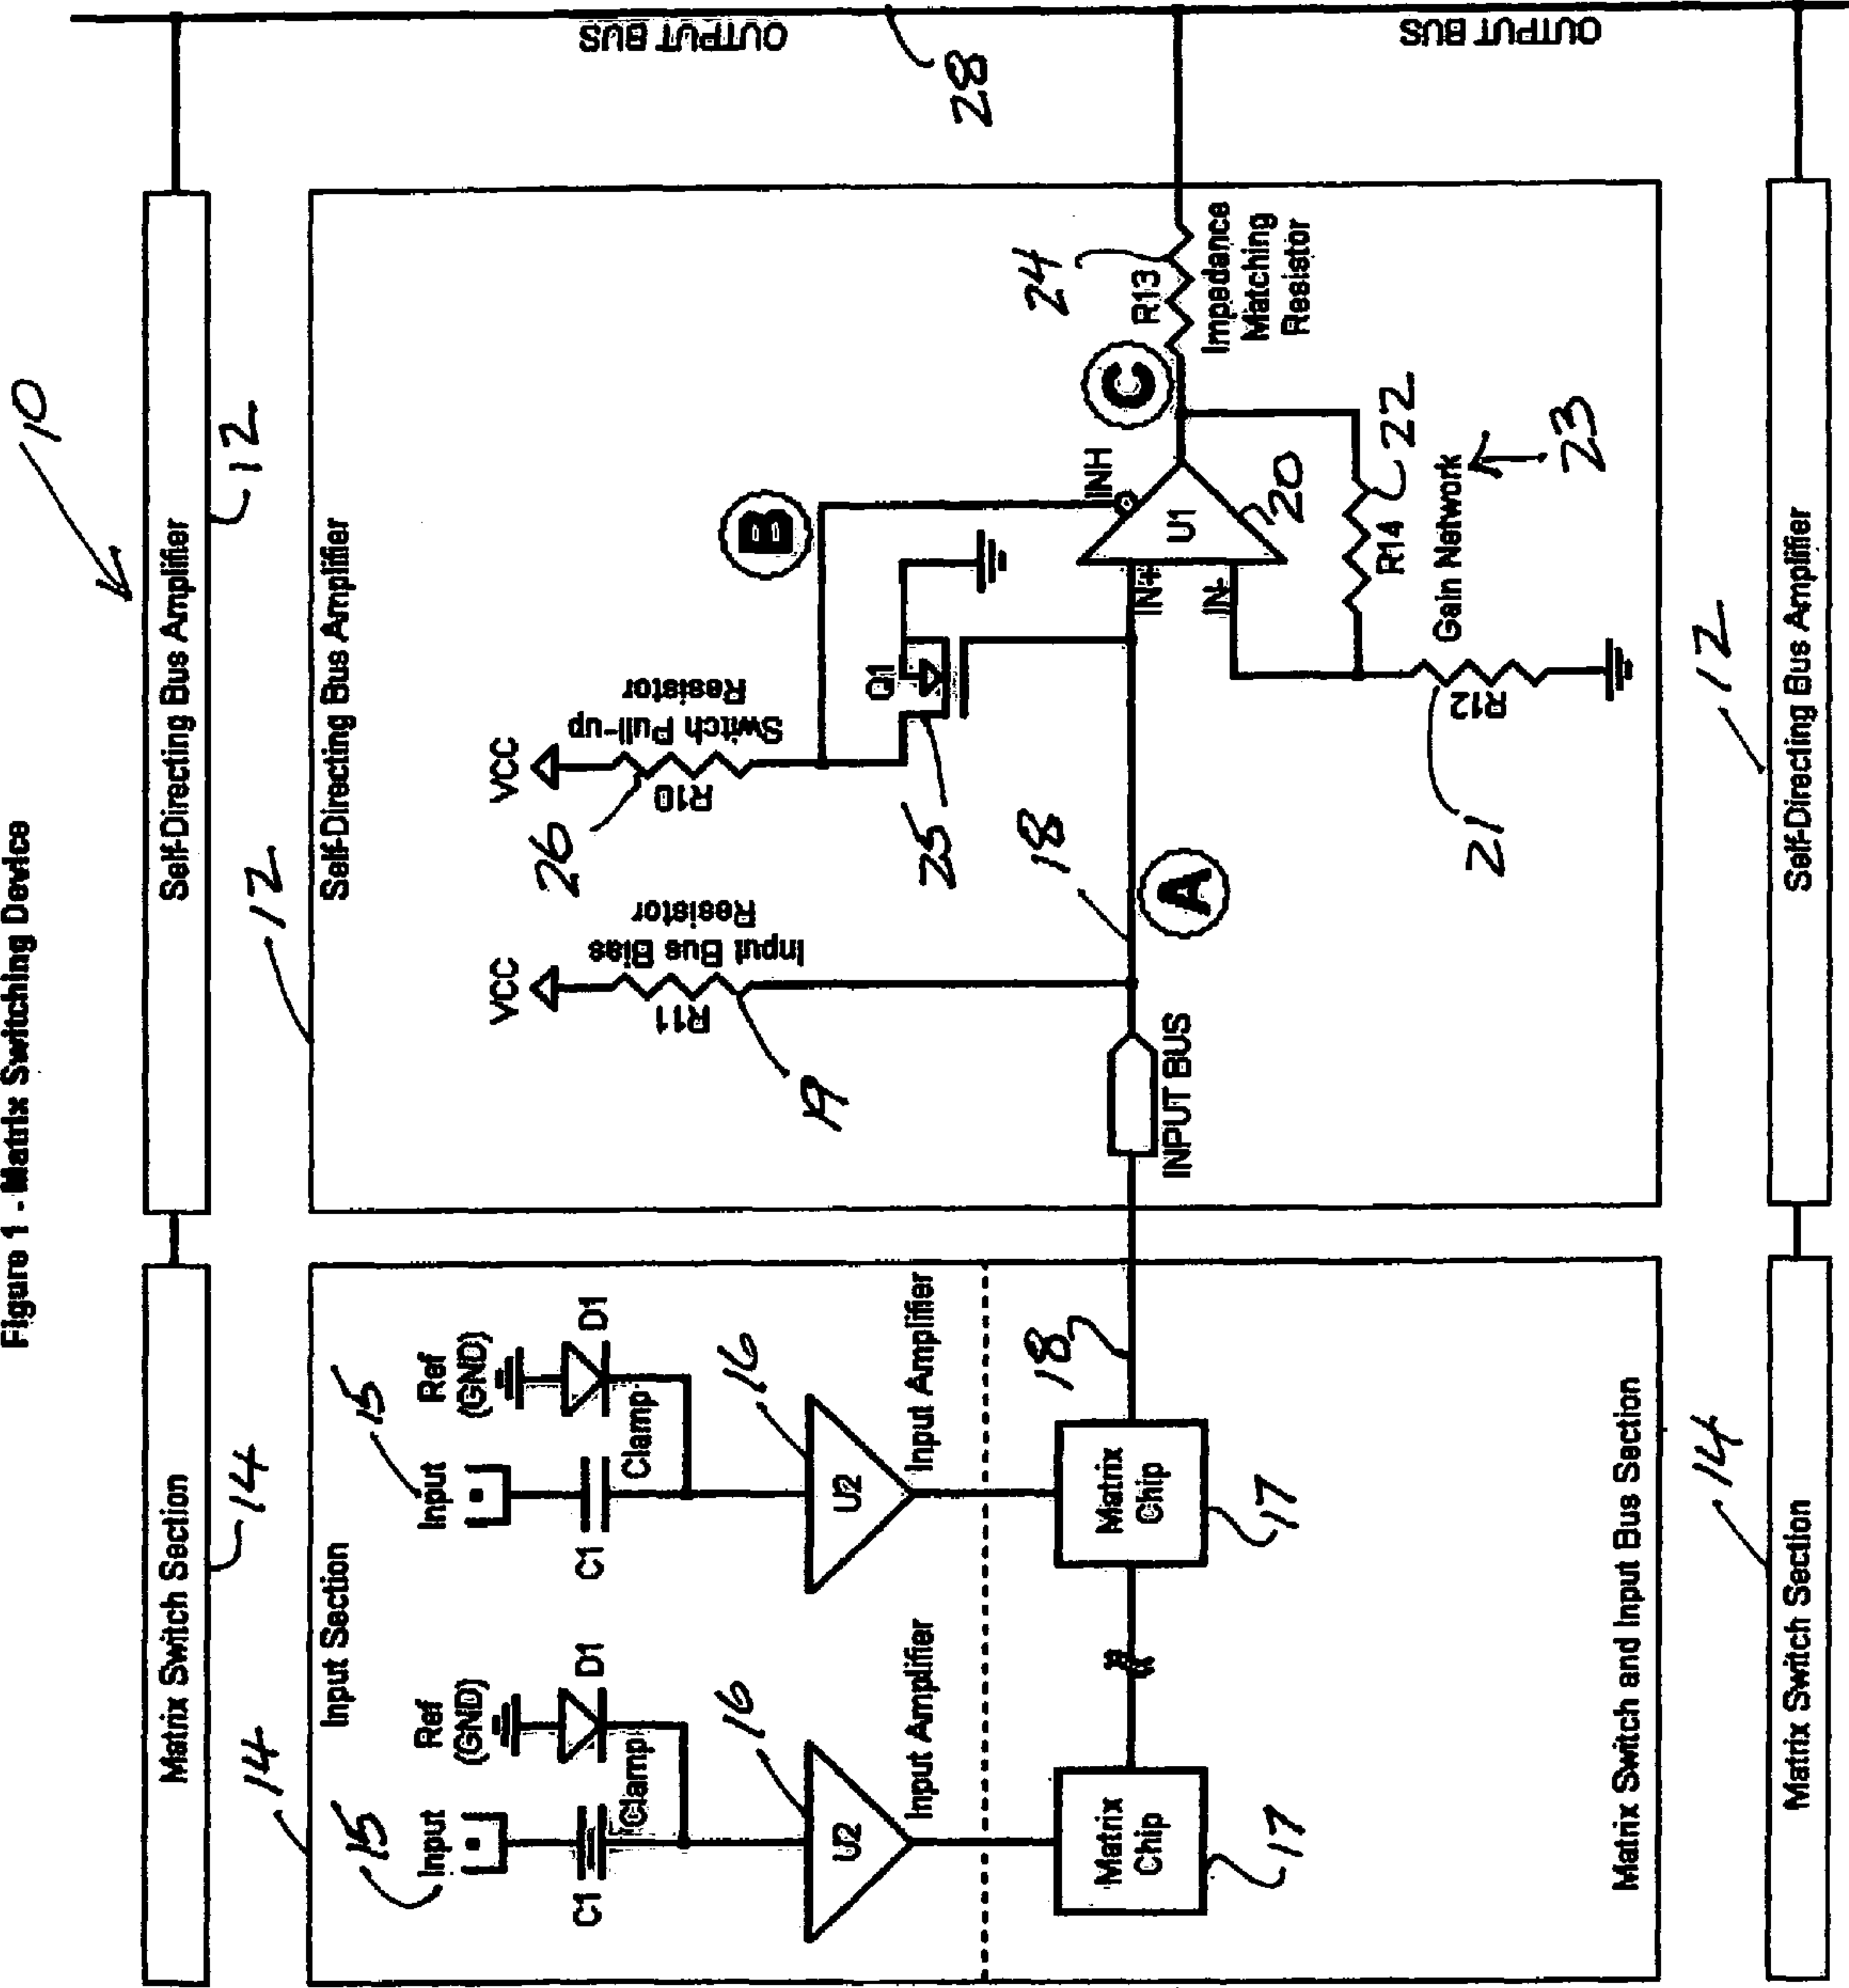 Figure 1 - Matrix Switching Device
10
Matrix Switch Section
14
Self-Directing Bus Amplifier
12
14
Input Section
15
Input
Ref
(GND)
C1
D1
Clamp
16
U2
Input Amplifier
15
Input
Ref
(GND)
C1
D1
Clamp
16
U2
Input Amplifier
Matrix
Chip
17
Matrix
Chip
17
18
Matrix Switch and Input Bus Section
12
Self-Directing Bus Amplifier
VCC
R11
Input Bus Bias
Resistor
19
VCC
26
R10
Switch Pull-up
Resistor
Q1
25
B
INPUT BUS
18
A
IN+
IN-
INH
U1
20
C
R13
24
Impedance
Matching
Resistor
R14
22
Gain Network
23
R12
21
OUTPUT BUS
28
OUTPUT BUS
14
Matrix Switch Section
12
Self-Directing Bus Amplifier